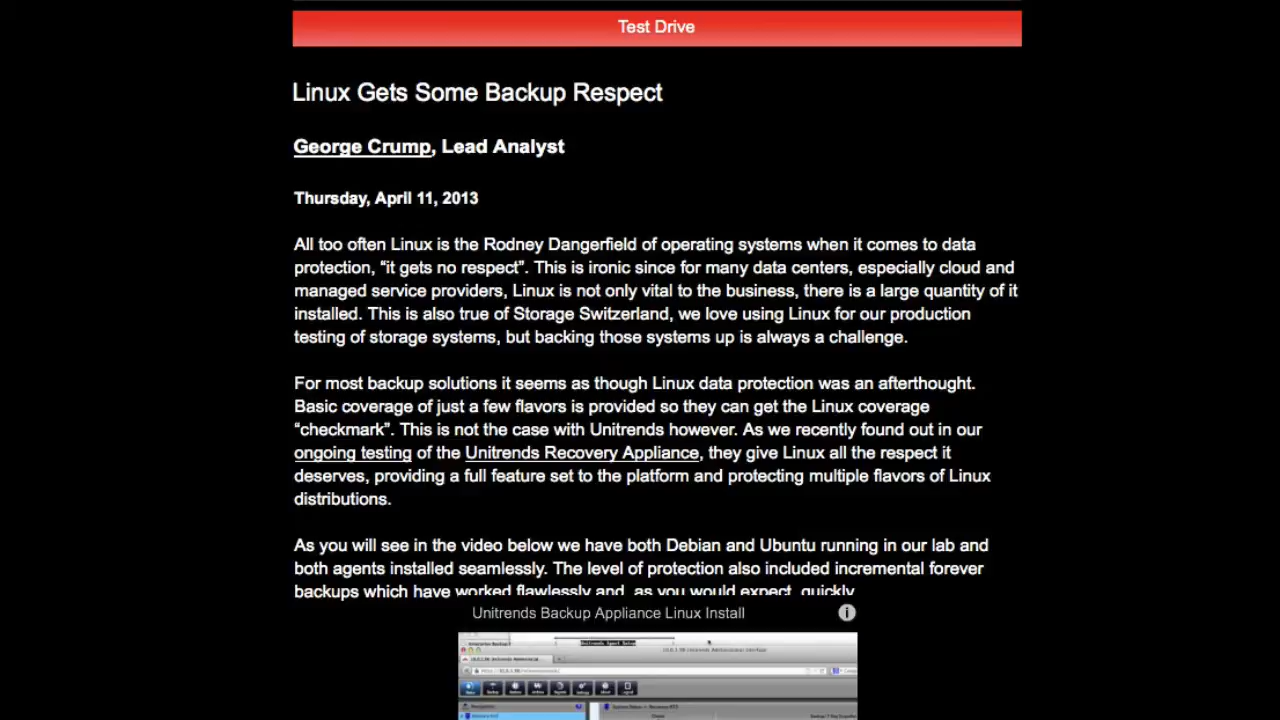 Test Drive
Linux Gets Some Backup Respect
George Crump, Lead Analyst
Thursday, April 11, 2013
All too often Linux is the Rodney Dangerfield of operating systems when it comes to data
protection, “it gets no respect”. This is ironic since for many data centers, especially cloud and
managed service providers, Linux is not only vital to the business, there is a large quantity of it
installed. This is also true of Storage Switzerland, we love using Linux for our production
testing of storage systems, but backing those systems up is always a challenge.
For most backup solutions it seems as though Linux data protection was an afterthought.
Basic coverage of just a few flavors is provided so they can get the Linux coverage
“checkmark”. This is not the case with Unitrends however. As we recently found out in our
ongoing testing of the Unitrends Recovery Appliance, they give Linux all the respect it
deserves, providing a full feature set to the platform and protecting multiple flavors of Linux
distributions.
As you will see in the video below we have both Debian and Ubuntu running in our lab and
both agents installed seamlessly. The level of protection also included incremental forever
backups which have worked flawlessly and, as you would expect, quickly
Unitrends Backup Appliance Linux Install